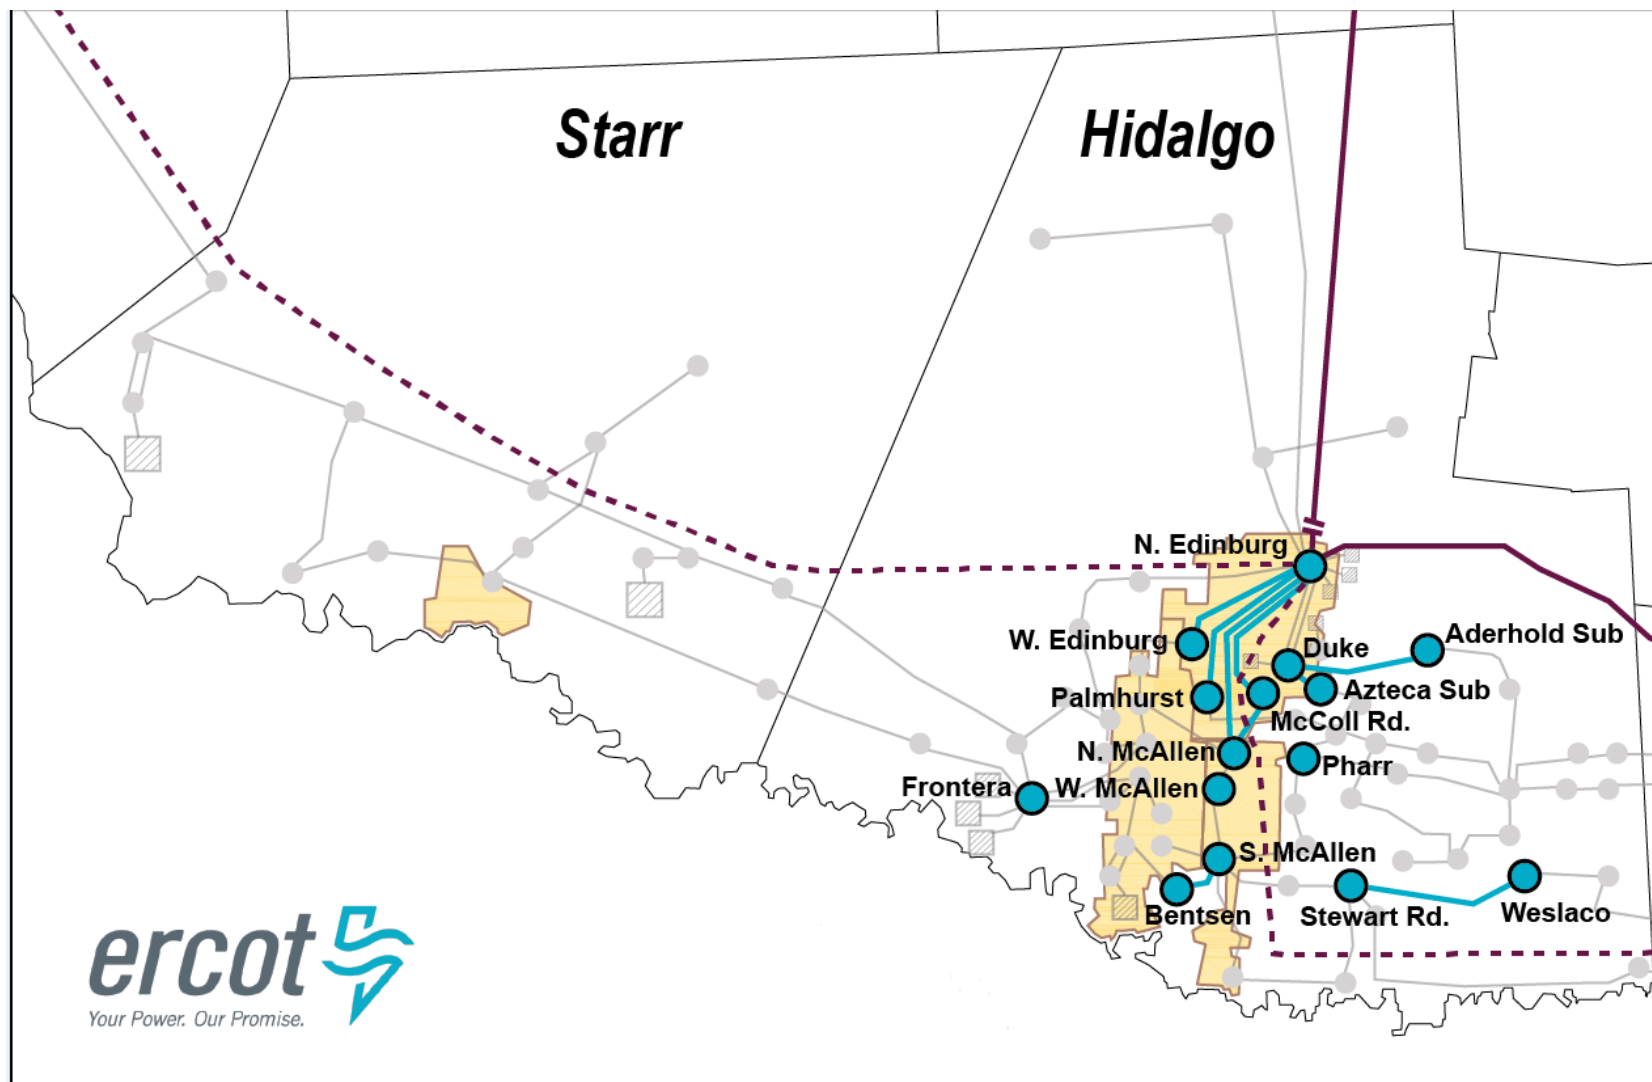 Starr
Hidalgo
N. Edinburg
W. Edinburg
Duke
Aderhold Sub
Palmhurst
Azteca Sub
McColl Rd.
N. McAllen
Pharr
Frontera
W. McAllen
S. McAllen
Bentsen
Stewart Rd.
Weslaco
ercot
Your Power. Our Promise.